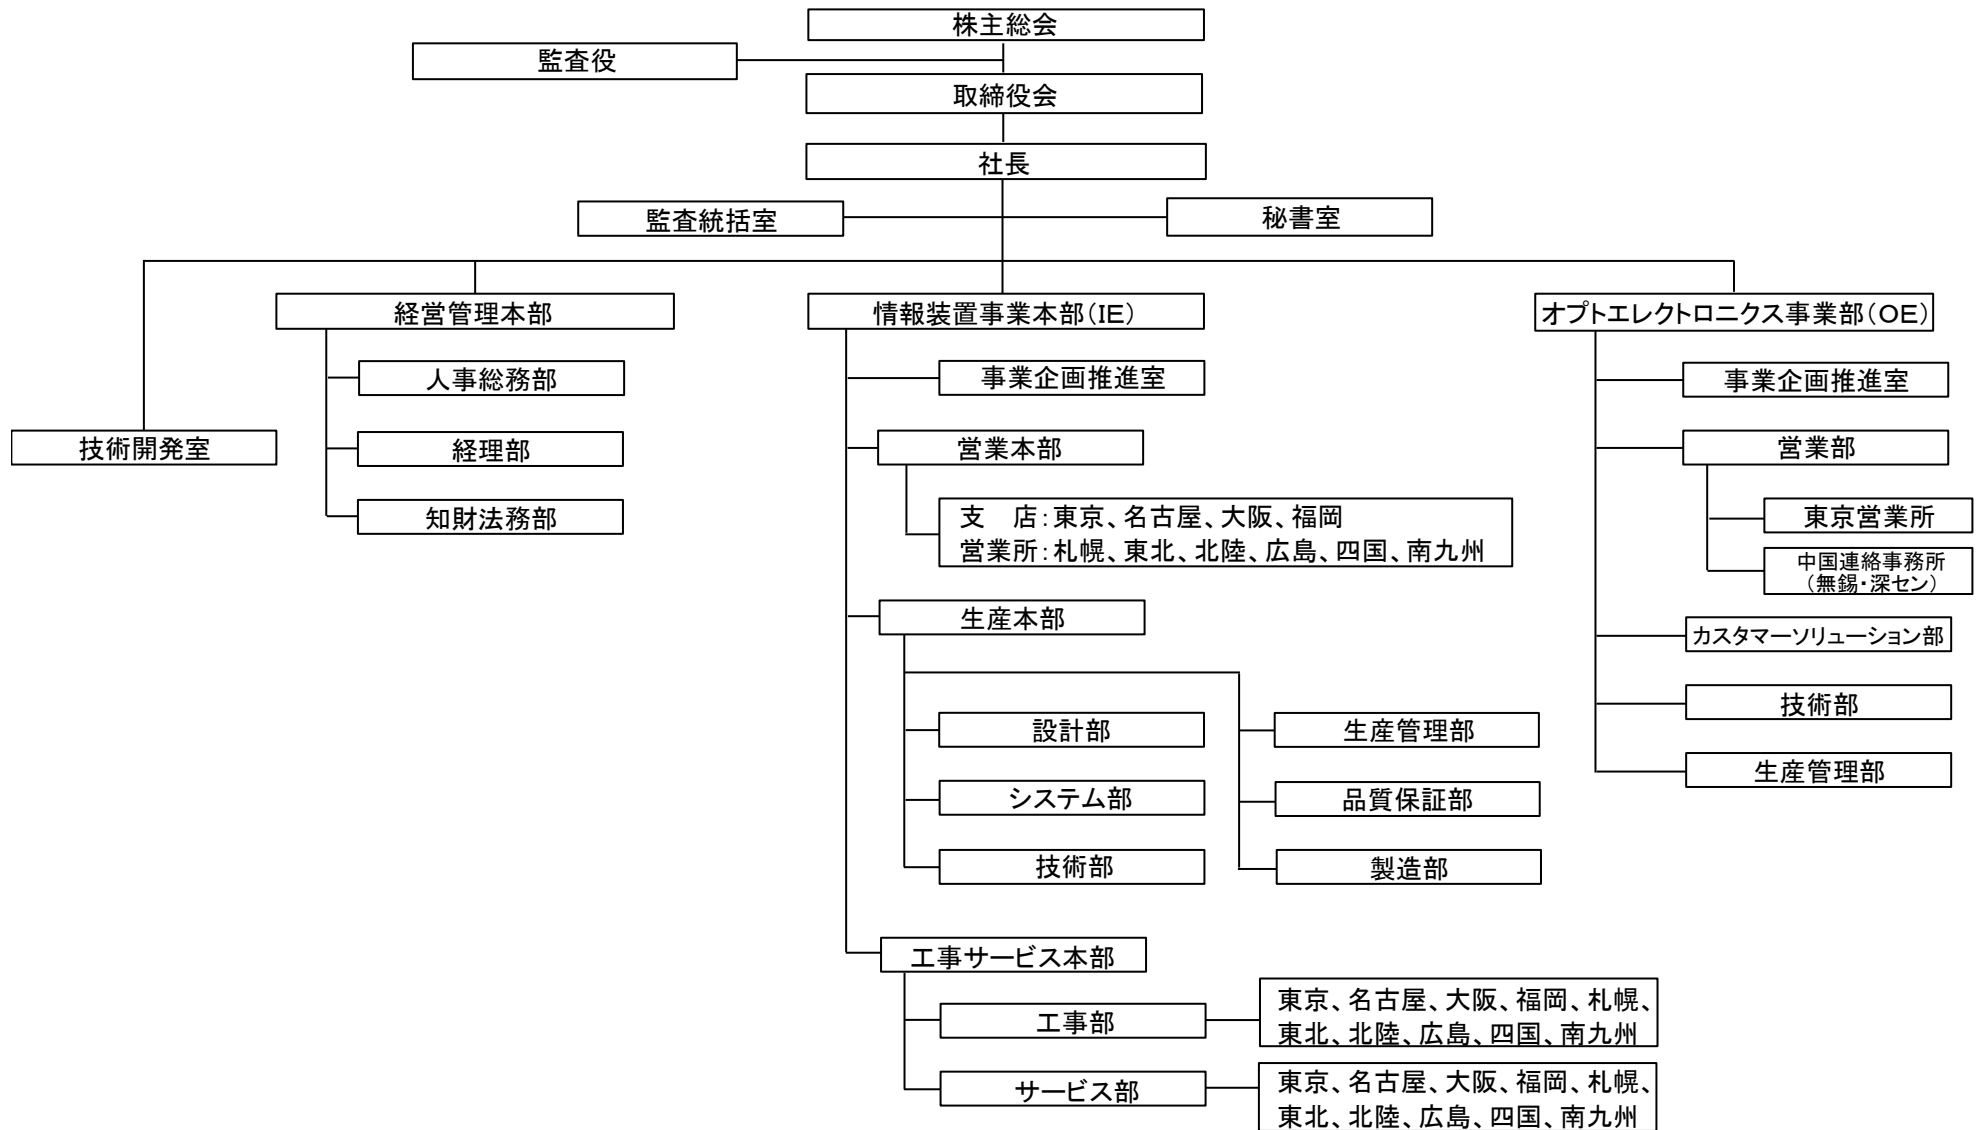 株主総会
監査役
取締役会
社長
監査統括室
秘書室
技術開発室
経営管理本部
人事総務部
経理部
知財法務部
情報装置事業本部(IE)
事業企画推進室
営業本部
支　店:東京、名古屋、大阪、福岡
営業所:札幌、東北、北陸、広島、四国、南九州
生産本部
設計部
システム部
技術部
生産管理部
品質保証部
製造部
工事サービス本部
工事部
東京、名古屋、大阪、福岡、札幌、
東北、北陸、広島、四国、南九州
サービス部
東京、名古屋、大阪、福岡、札幌、
東北、北陸、広島、四国、南九州
オプトエレクトロニクス事業部(OE)
事業企画推進室
営業部
東京営業所
中国連絡事務所
(無錫・深セン)
カスタマーソリューション部
技術部
生産管理部